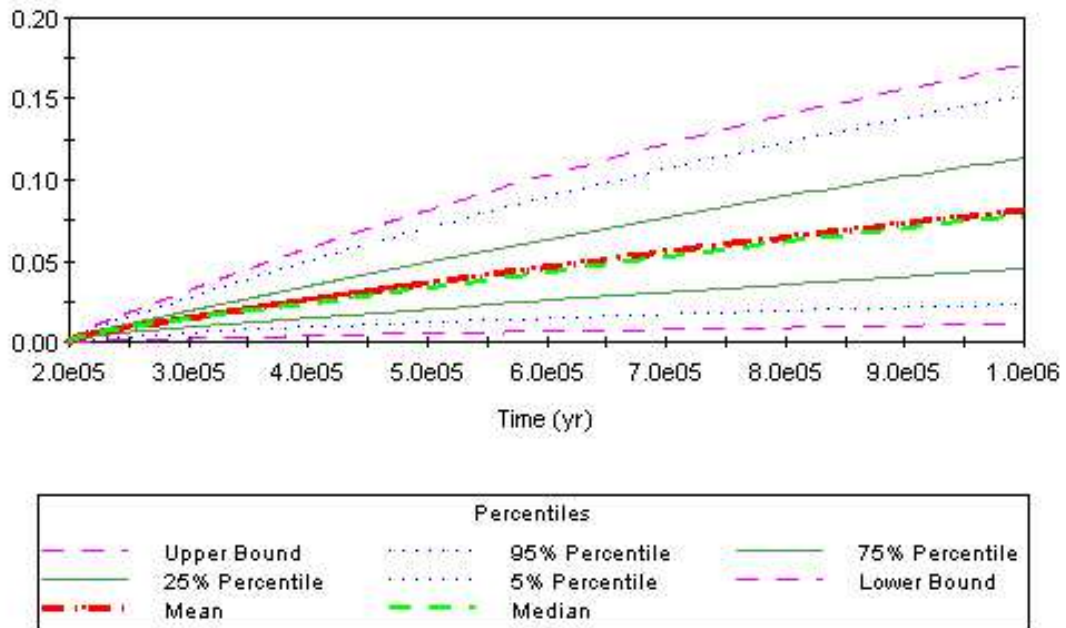 0.20
0.15
0.10
0.05
0.00
2.0e05 3.0e05 4.0e05 5.0e05 6.0e05 7.0e05 8.0e05 9.0e05 1.0e06
Time (yr)
Percentiles
Upper Bound 95% Percentile 75% Percentile
25% Percentile 5% Percentile Lower Bound
Mean Median